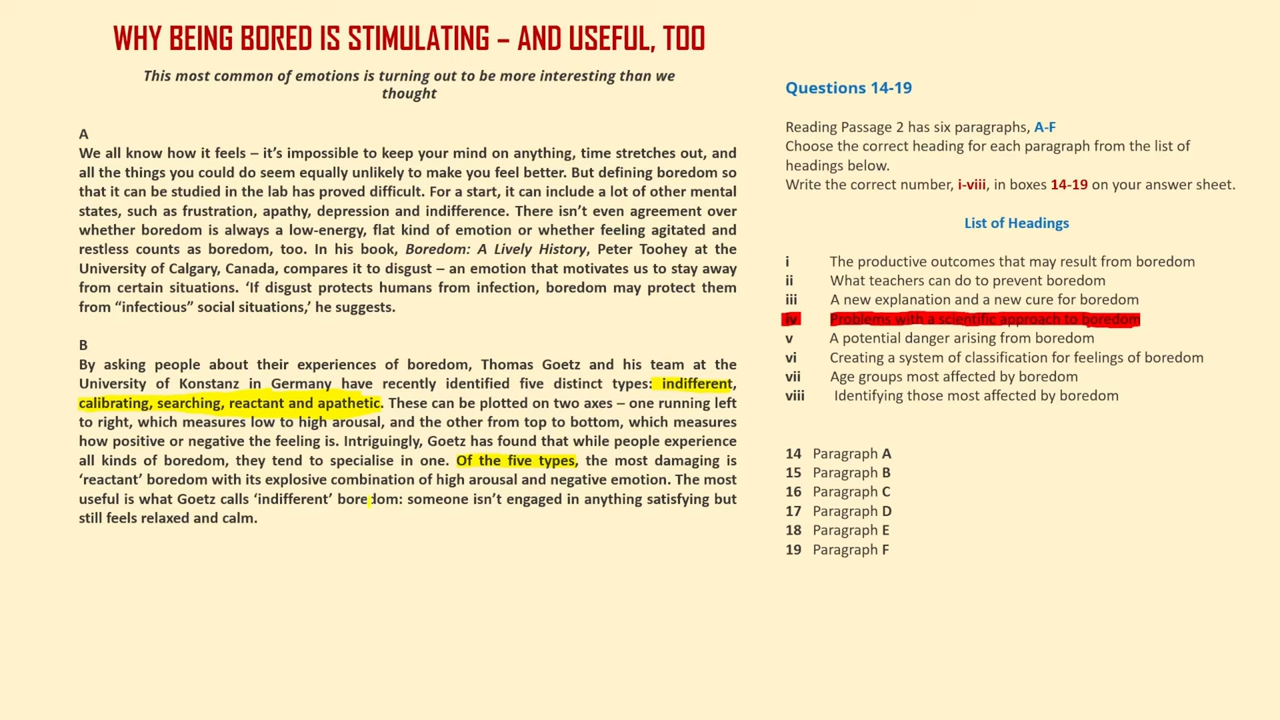 WHY BEING BORED IS STIMULATING – AND USEFUL, TOO
This most common of emotions is turning out to be more interesting than we
thought
A
We all know how it feels – it's impossible to keep your mind on anything, time stretches out, and
all the things you could do seem equally unlikely to make you feel better. But defining boredom so
that it can be studied in the lab has proved difficult. For a start, it can include a lot of other mental
states, such as frustration, apathy, depression and indifference. There isn't even agreement over
whether boredom is always a low-energy, flat kind of emotion or whether feeling agitated and
restless counts as boredom, too. In his book, Boredom: A Lively History, Peter Toohey at the
University of Calgary, Canada, compares it to disgust – an emotion that motivates us to stay away
from certain situations. 'If disgust protects humans from infection, boredom may protect them
from "infectious" social situations,' he suggests.
B
By asking people about their experiences of boredom, Thomas Goetz and his team at the
University of Konstanz in Germany have recently identified five distinct types: indifferent,
calibrating, searching, reactant and apathetic. These can be plotted on two axes – one running left
to right, which measures low to high arousal, and the other from top to bottom, which measures
how positive or negative the feeling is. Intriguingly, Goetz has found that while people experience
all kinds of boredom, they tend to specialise in one. Of the five types, the most damaging is
'reactant' boredom with its explosive combination of high arousal and negative emotion. The most
useful is what Goetz calls 'indifferent' boredom: someone isn't engaged in anything satisfying but
still feels relaxed and calm.
Questions 14-19
Reading Passage 2 has six paragraphs, A-F
Choose the correct heading for each paragraph from the list of
headings below.
Write the correct number, i-viii, in boxes 14-19 on your answer sheet.
List of Headings
i The productive outcomes that may result from boredom
ii What teachers can do to prevent boredom
iii A new explanation and a new cure for boredom
iv Problems with a scientific approach to boredom
v A potential danger arising from boredom
vi Creating a system of classification for feelings of boredom
vii Age groups most affected by boredom
viii Identifying those most affected by boredom
14 Paragraph A
15 Paragraph B
16 Paragraph C
17 Paragraph D
18 Paragraph E
19 Paragraph F